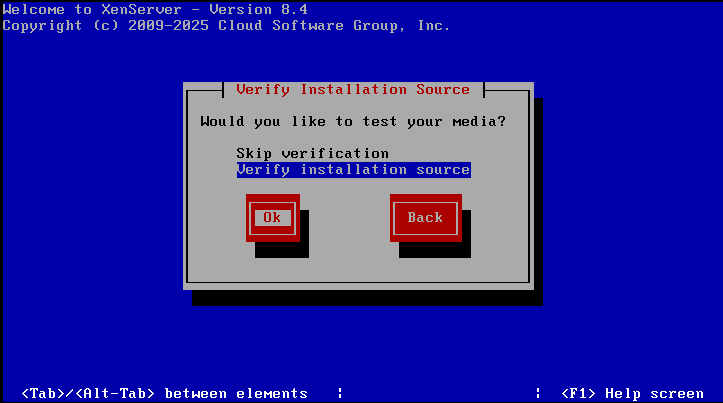 Welcome to XenServer - Version 8.4
Copyright (c) 2009-2025 Cloud Software Group, Inc.
Verify Installation Source
Would you like to test your media?
Skip verification
Verify installation source
Ok Back
<Tab>/<Alt-Tab> between elements ¦ ¦ <F1> Help screen